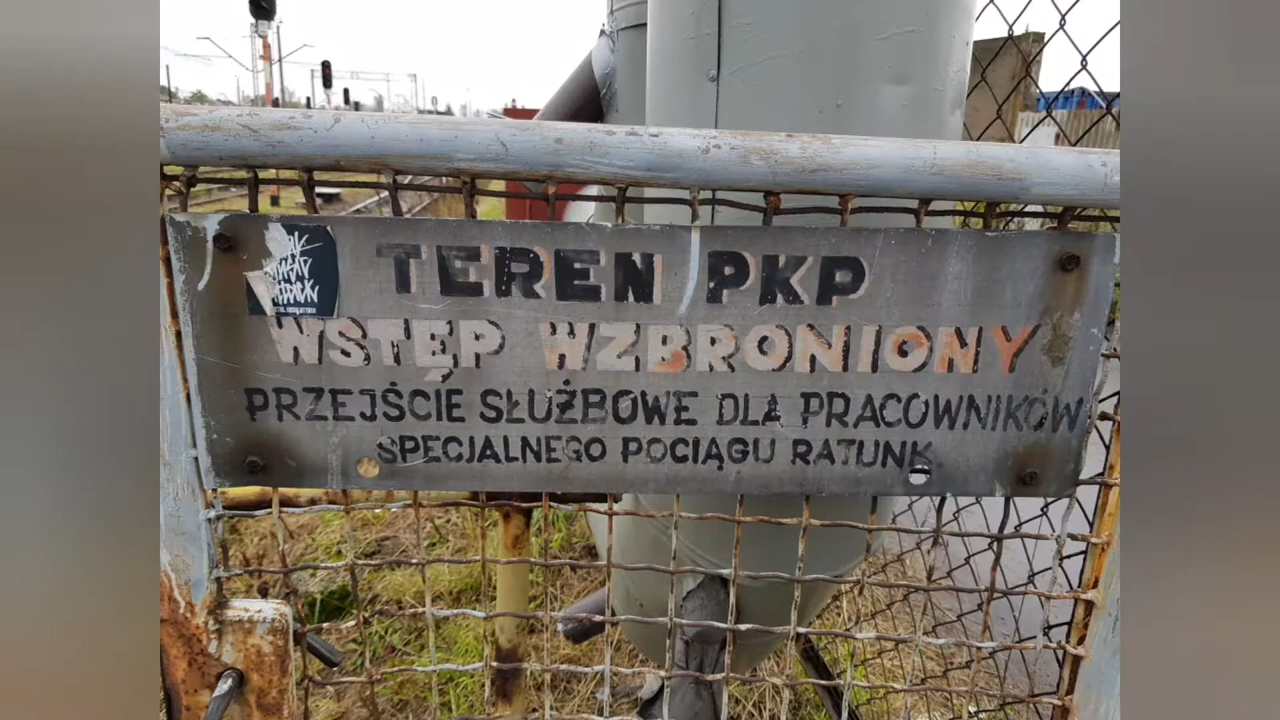 TEREN PKP
WSTĘP WZBRONIONY
PRZEJŚCIE SŁUŻBOWE DLA PRACOWNIKÓW
SPECJALNEGO POCIĄGU RATUNK.